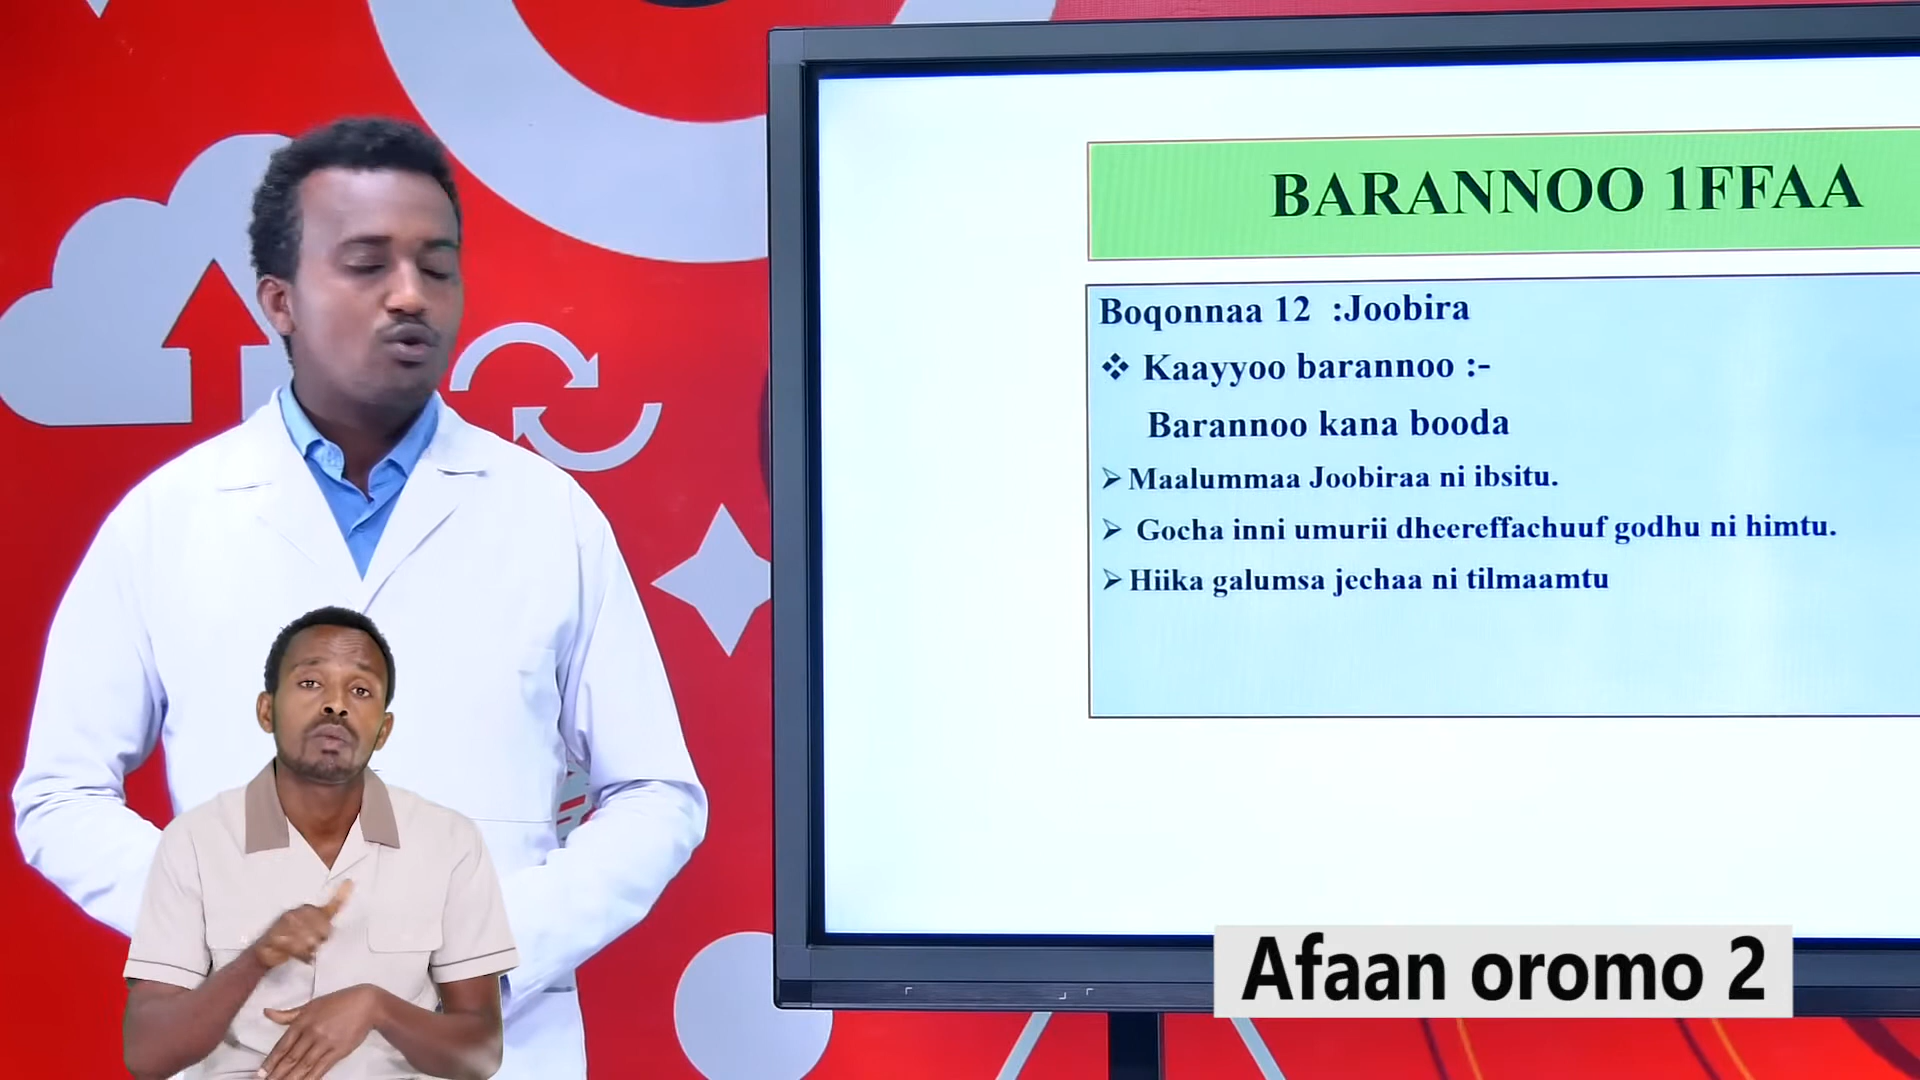 BARANNOO 1FFAA
Boqonnaa 12 :Joobira
❖ Kaayyoo barannoo :-
Barannoo kana booda
➢ Maalummaa Joobiraa ni ibsitu.
➢ Gocha inni umurii dheereffachuuf godhu ni himtu.
➢ Hiika galumsa jechaa ni tilmaamtu
Afaan oromo 2